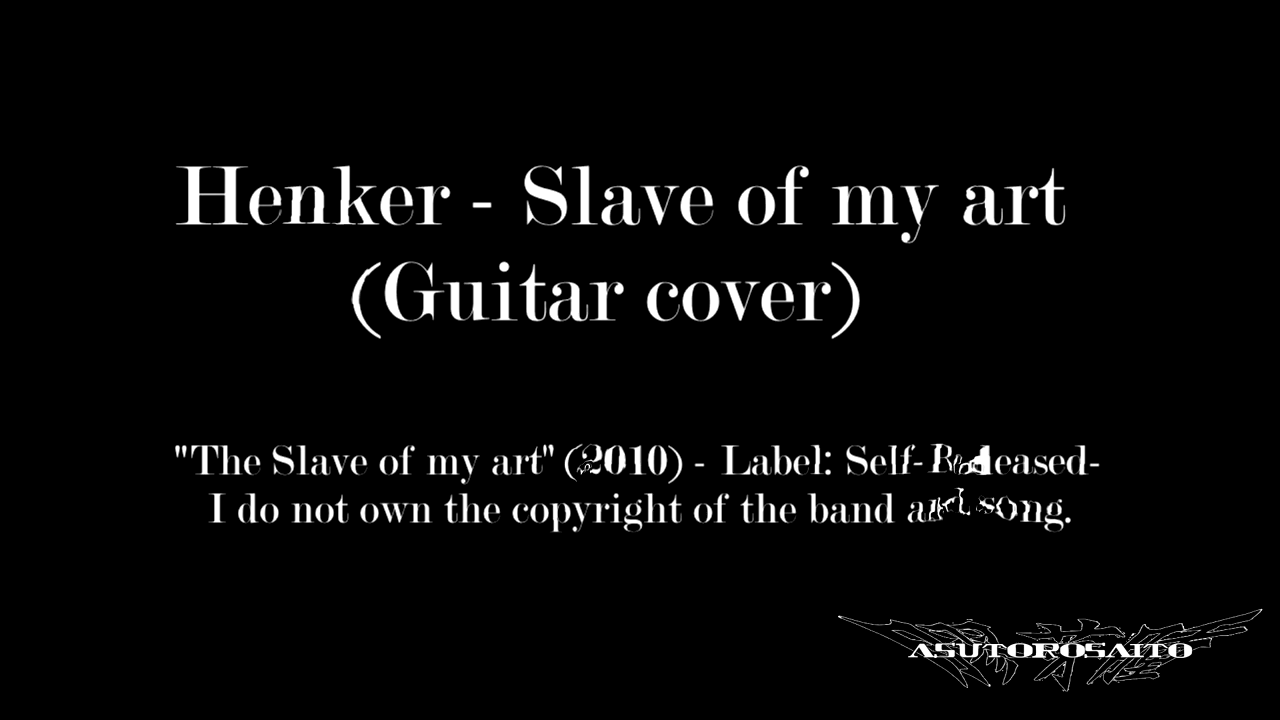 Henker - Slave of my art
(Guitar cover)
"The Slave of my art" (2010) - Label: Self-Released-
I do not own the copyright of the band and song.
ASUTOROSAITO